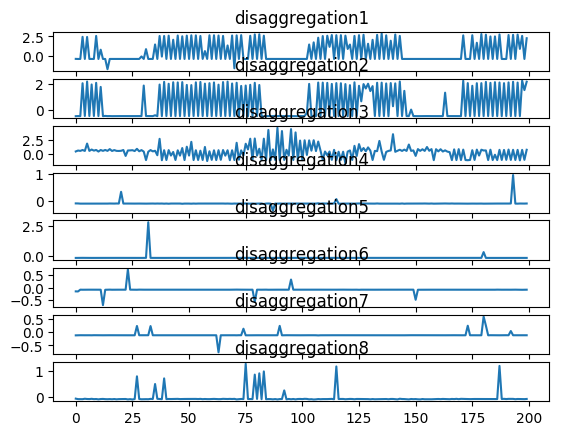 disaggregation1
2.5
0.0
disaggregation2
2
0
disaggregation3
2.5
0.0
disaggregation4
1
0
disaggregation5
2.5
0.0
disaggregation6
0.5
0.0
−0.5
disaggregation7
0.5
0.0
−0.5
disaggregation8
1
0
0 25 50 75 100 125 150 175 200